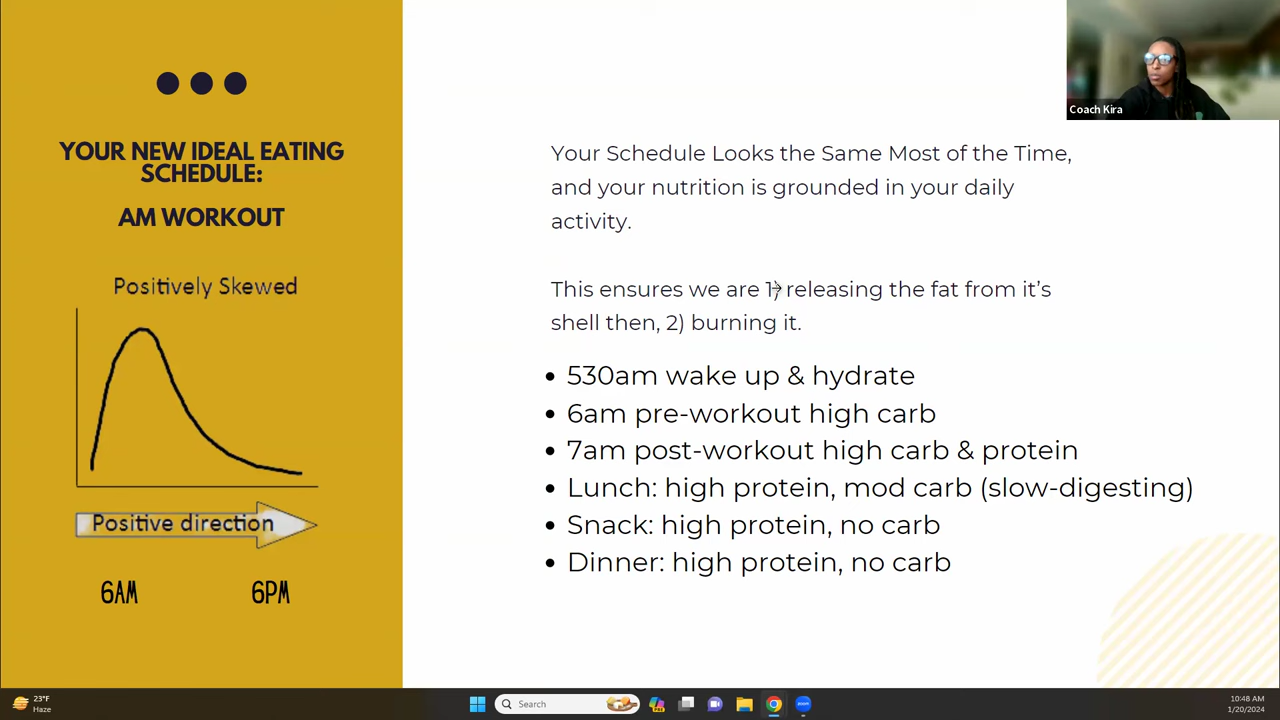 Coach Kira
YOUR NEW IDEAL EATING
SCHEDULE:
AM WORKOUT
Positively Skewed
Positive direction
6AM
6PM
Your Schedule Looks the Same Most of the Time,
and your nutrition is grounded in your daily
activity.
This ensures we are 1) releasing the fat from it's
shell then, 2) burning it.
• 530am wake up & hydrate
• 6am pre-workout high carb
• 7am post-workout high carb & protein
• Lunch: high protein, mod carb (slow-digesting)
• Snack: high protein, no carb
• Dinner: high protein, no carb
23°F
Haze
Search
10:48 AM
1/20/2024